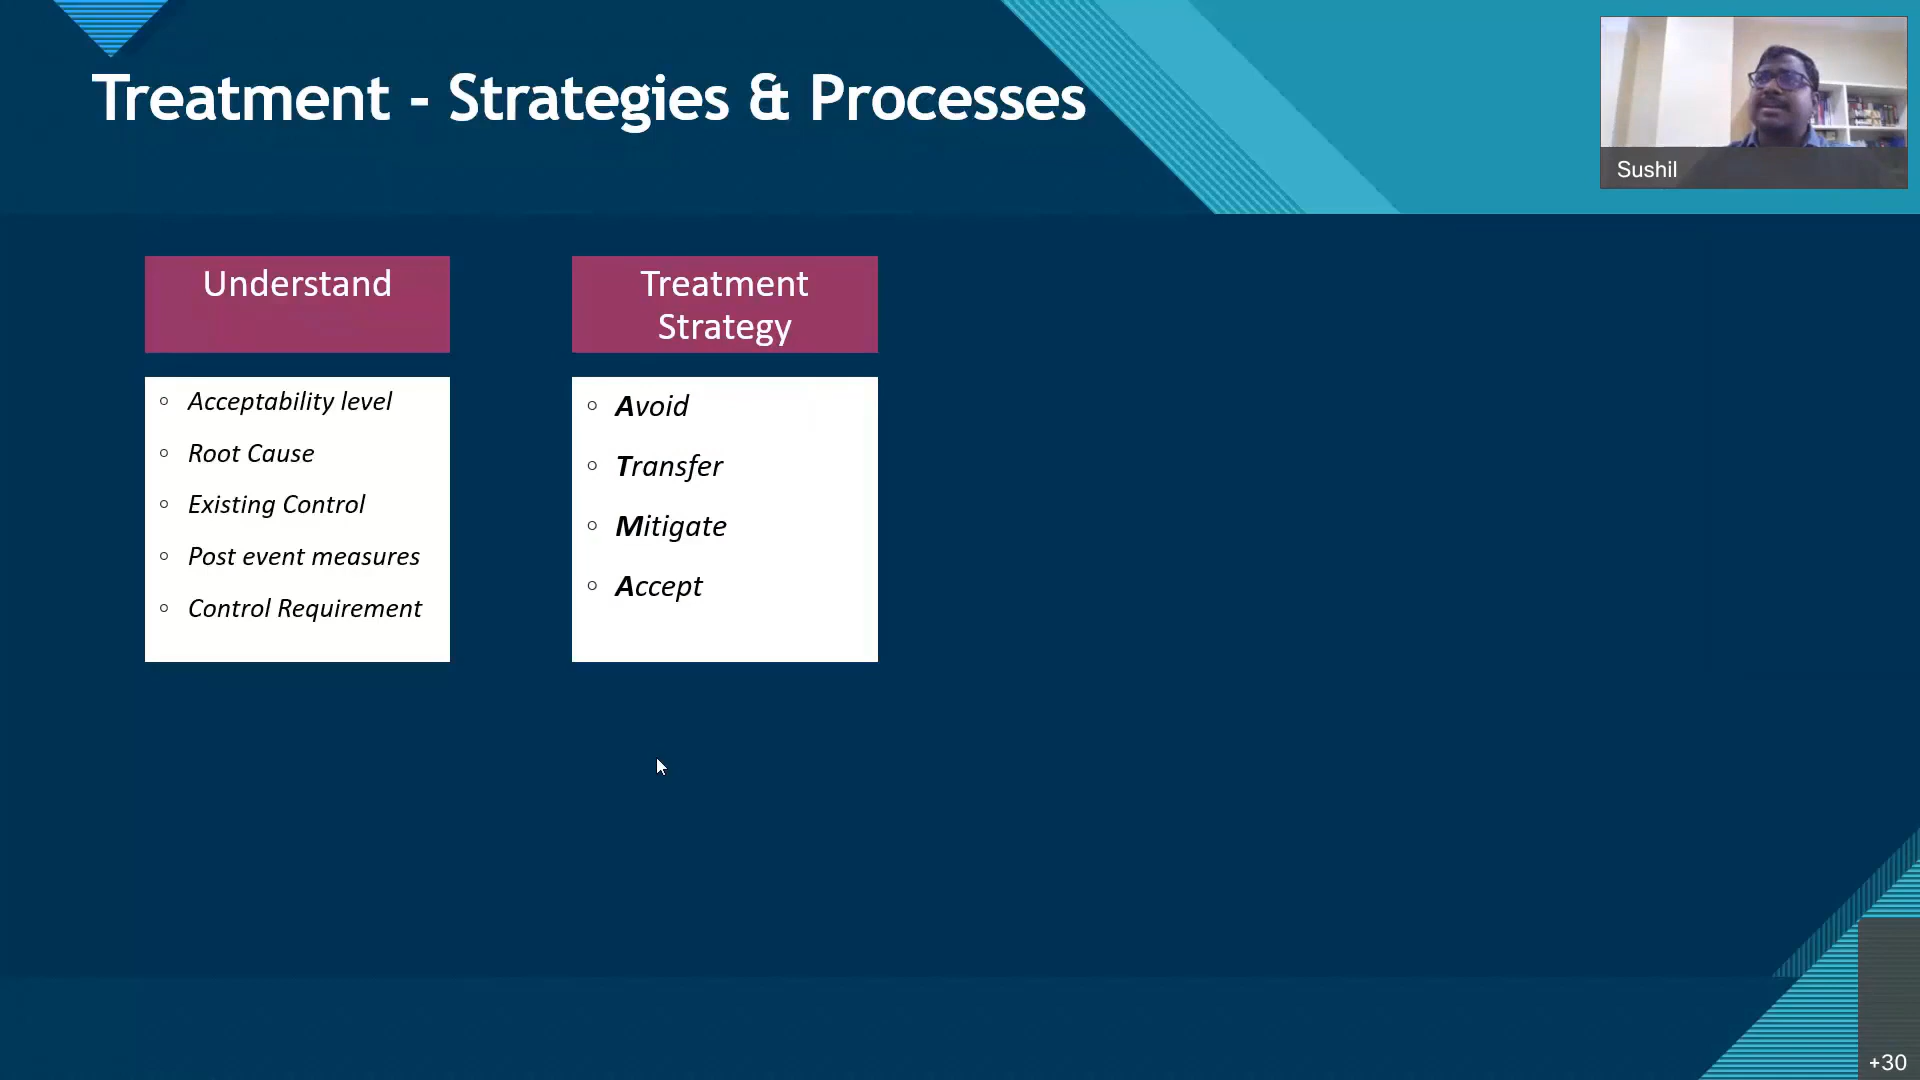 Treatment - Strategies & Processes
Sushil
Understand
Acceptability level
Root Cause
Existing Control
Post event measures
Control Requirement
Treatment
Strategy
Avoid
Transfer
Mitigate
Accept
+30